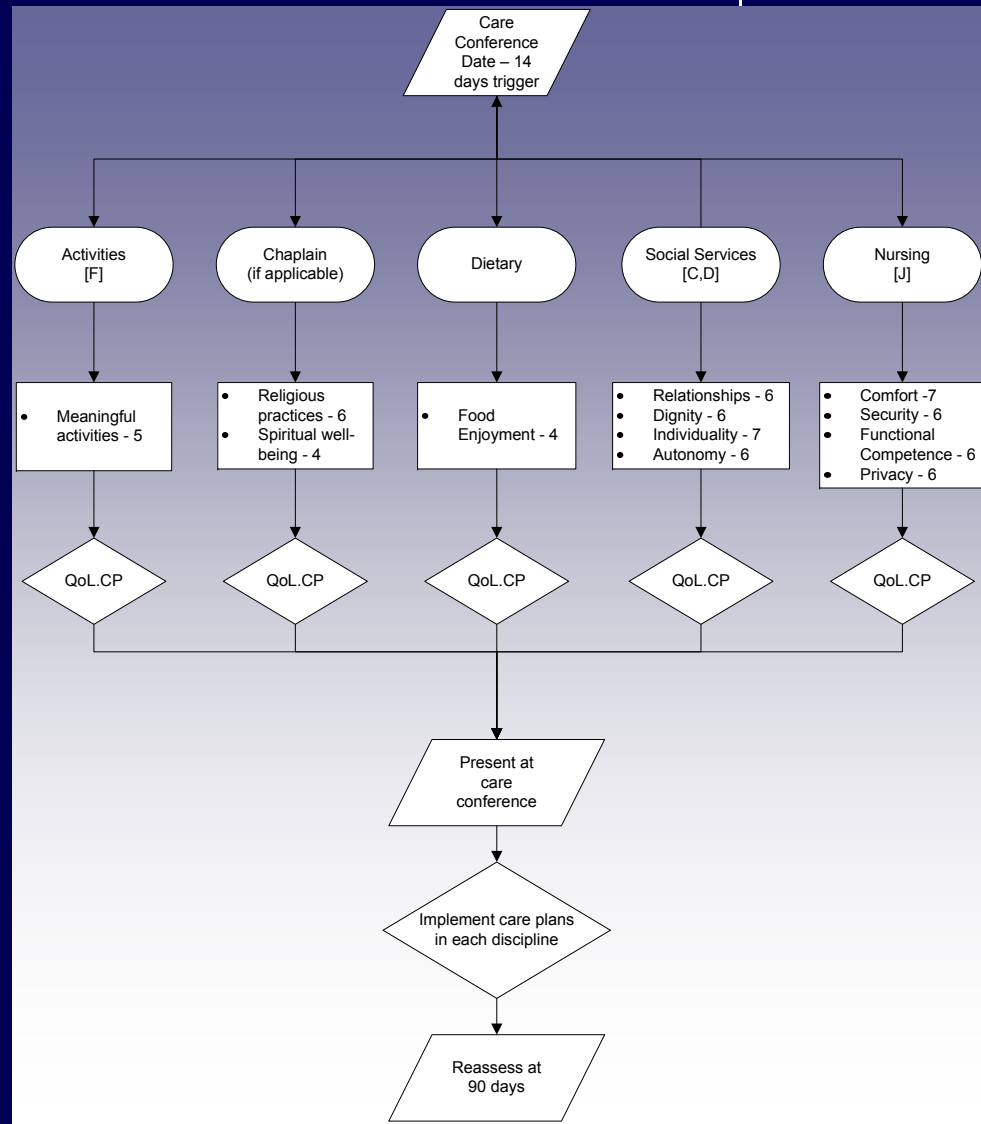 Care
Conference
Date – 14
days trigger
Activities
[F]
Chaplain
(if applicable)
Dietary
Social Services
[C,D]
Nursing
[J]
• Meaningful
activities - 5
• Religious
practices - 6
• Spiritual well-
being - 4
• Food
Enjoyment - 4
• Relationships - 6
• Dignity - 6
• Individuality - 7
• Autonomy - 6
• Comfort -7
• Security - 6
• Functional
Competence - 6
• Privacy - 6
QoL.CP
QoL.CP
QoL.CP
QoL.CP
QoL.CP
Present at
care
conference
Implement care plans
in each discipline
Reassess at
90 days